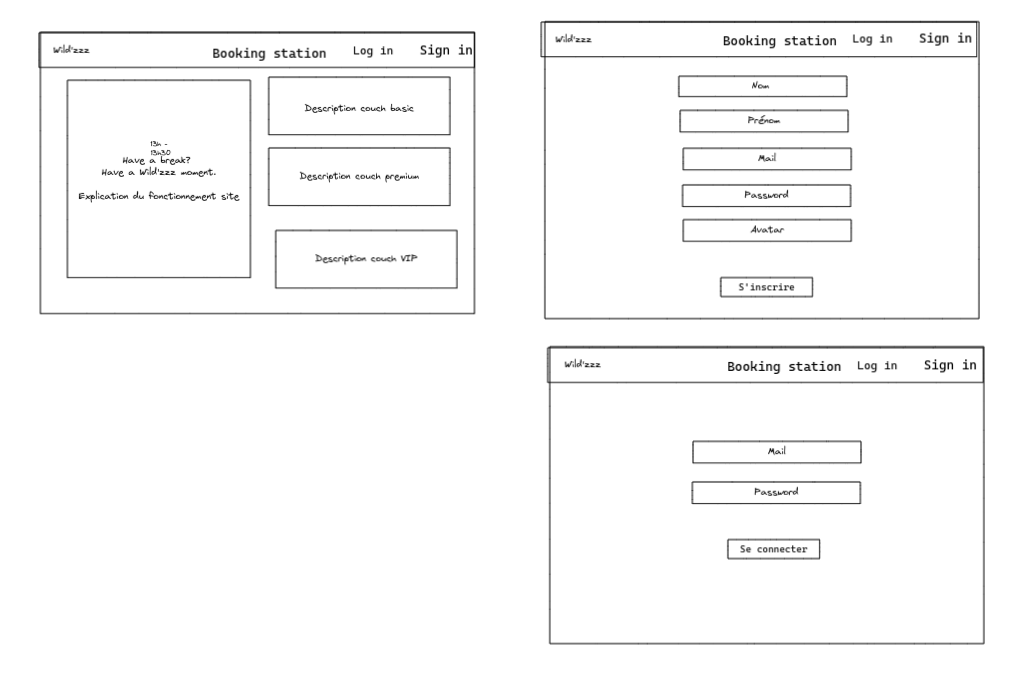 Wild'zzz
Booking station
Log in
Sign in
13h -
13h30
Have a break?
Have a Wild'zzz moment.
Explication du fonctionnement site
Description couch basic
Description couch premium
Description couch VIP
Wild'zzz
Booking station
Log in
Sign in
Nom
Prénom
Mail
Password
Avatar
S'inscrire
Wild'zzz
Booking station
Log in
Sign in
Mail
Password
Se connecter